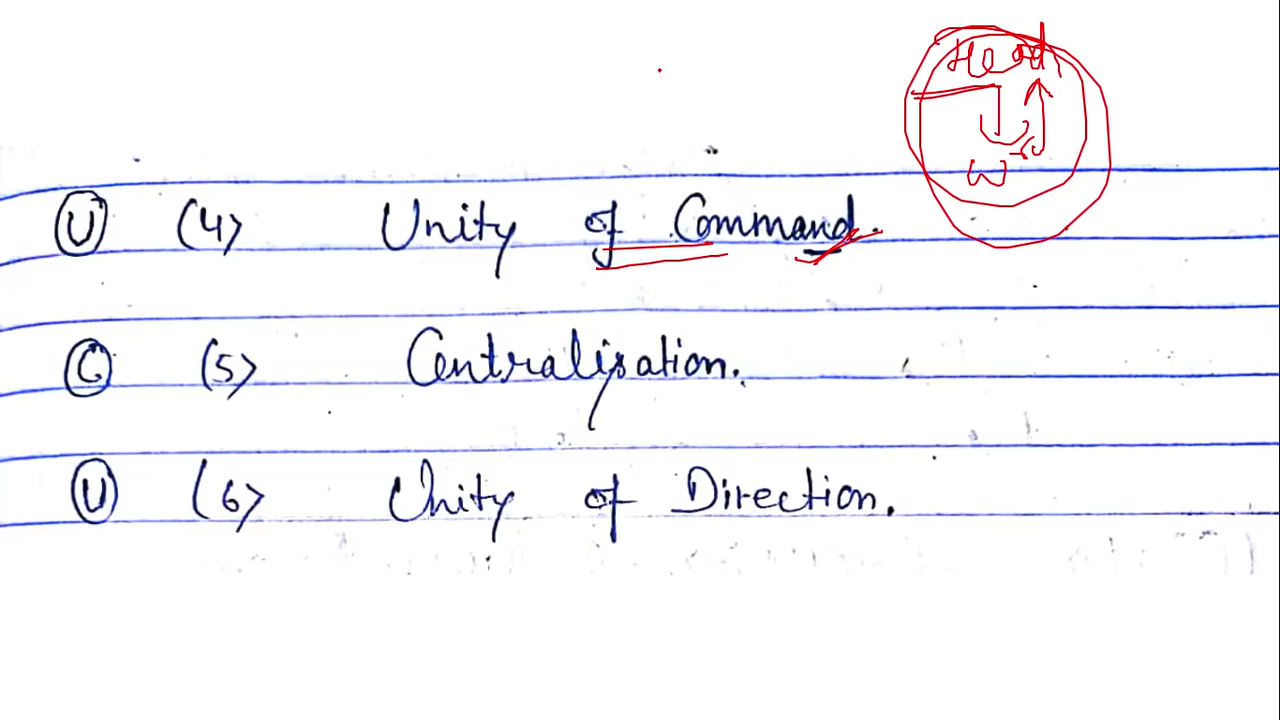 Head
W
U (4) Unity of Command.
C (5) Centralisation.
U (6) Unity of Direction.